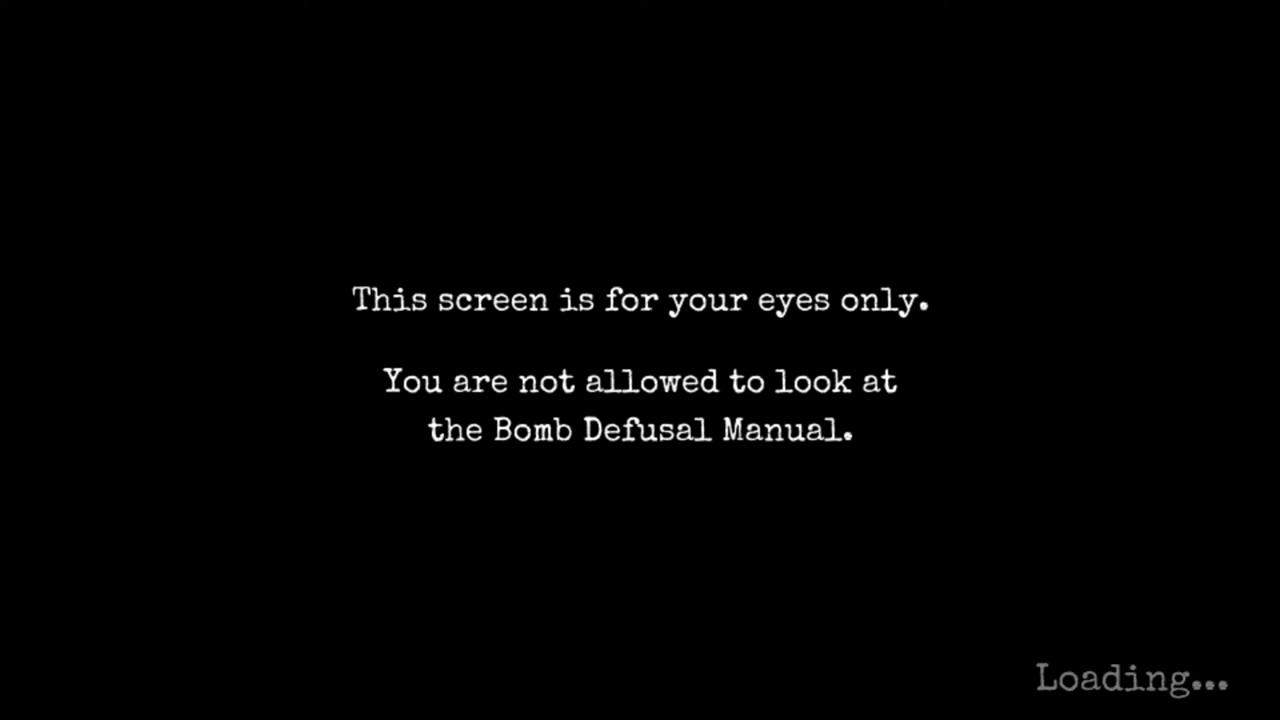 This screen is for your eyes only.
You are not allowed to look at
the Bomb Defusal Manual.
Loading...